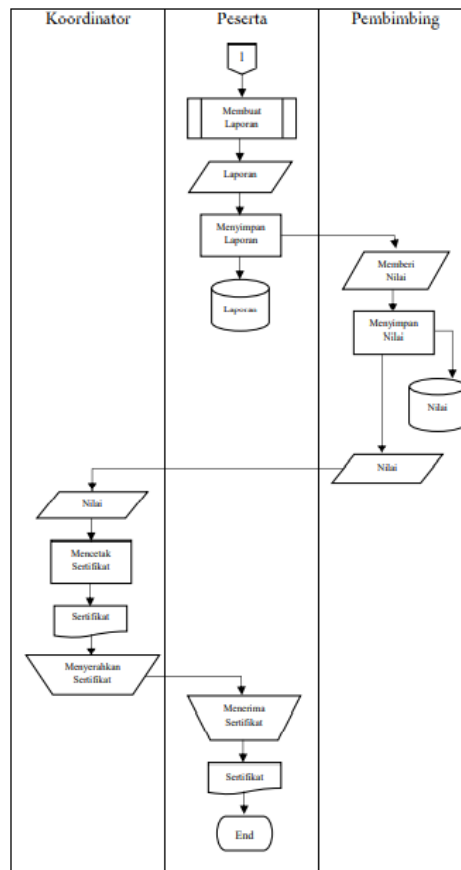 Koordinator
Peserta
Pembimbing
1
Membuat
Laporan
Laporan
Menyimpan
Laporan
Laporan
Memberi
Nilai
Menyimpan
Nilai
Nilai
Nilai
Nilai
Mencetak
Sertifikat
Sertifikat
Menyerahkan
Sertifikat
Menerima
Sertifikat
Sertifikat
End